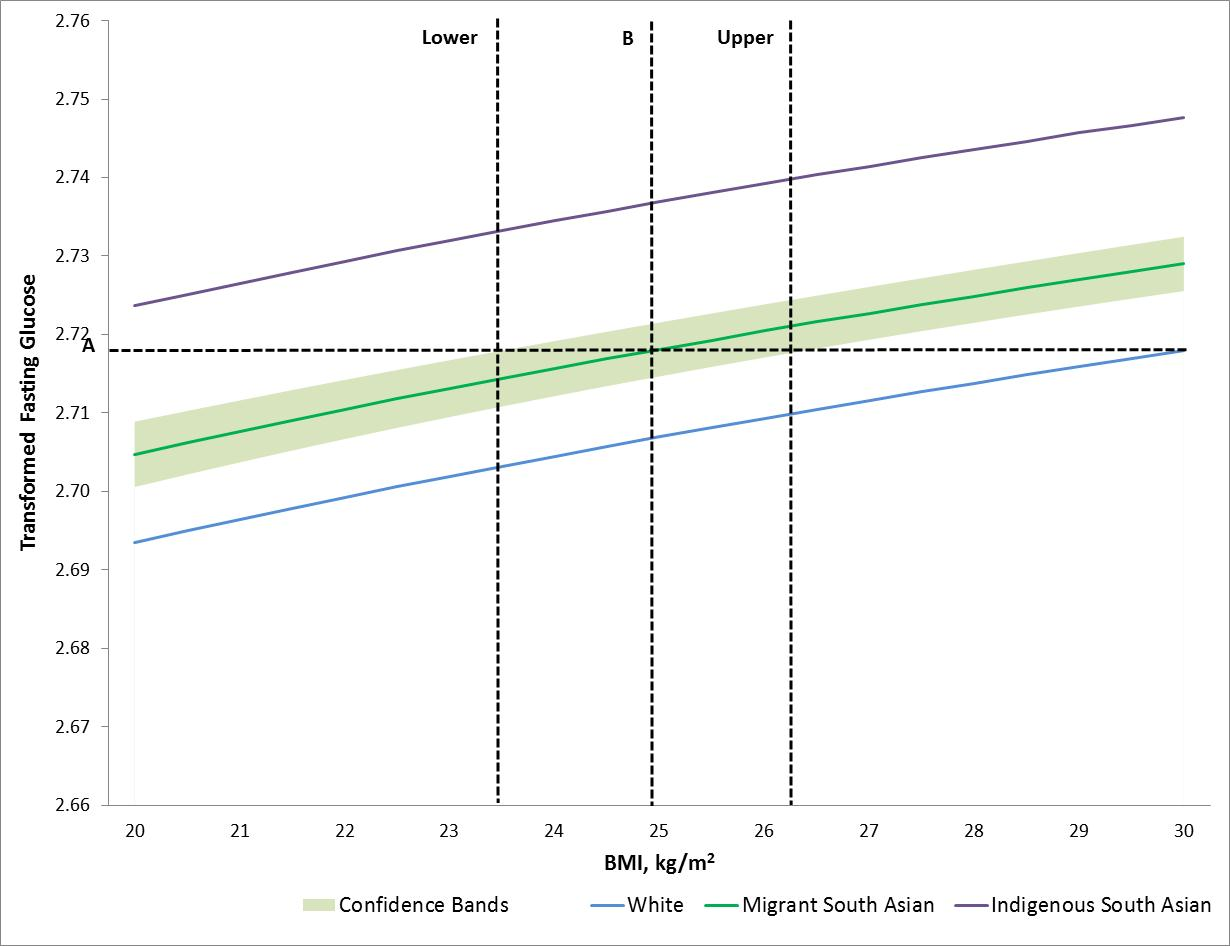 2.76
Lower
B
Upper
2.75
2.74
2.73
2.72
A
2.71
2.70
2.69
2.68
2.67
2.66
Transformed Fasting Glucose
20 21 22 23 24 25 26 27 28 29 30
BMI, kg/m²
Confidence Bands White Migrant South Asian Indigenous South Asian